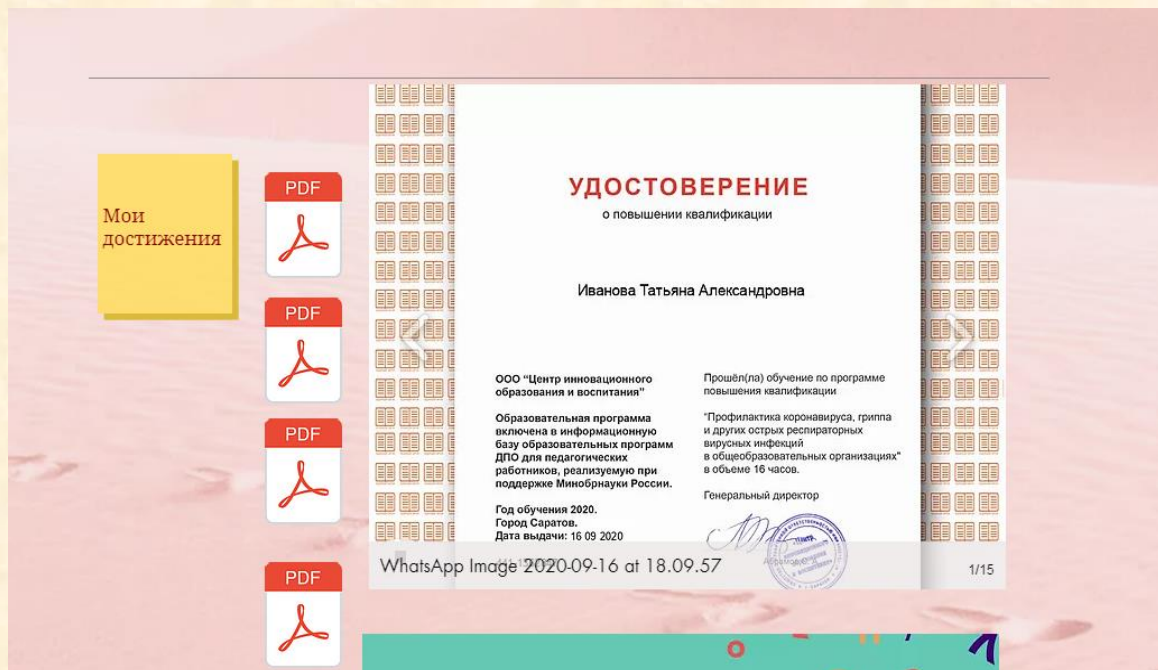 Мои
достижения
PDF
PDF
PDF
PDF
УДОСТОВЕРЕНИЕ
о повышении квалификации
Иванова Татьяна Александровна
ООО "Центр инновационного
образования и воспитания"
Образовательная программа
включена в информационную
базу образовательных программ
ДПО для педагогических
работников, реализуемую при
поддержке Минобрнауки России.
Год обучения 2020.
Город Саратов.
Дата выдачи: 16 09 2020
Прошёл(ла) обучение по программе
повышения квалификации
"Профилактика коронавируса, гриппа
и других острых респираторных
вирусных инфекций
в общеобразовательных организациях"
в объеме 16 часов.
Генеральный директор
WhatsApp Image 2020-09-16 at 18.09.57
1/15